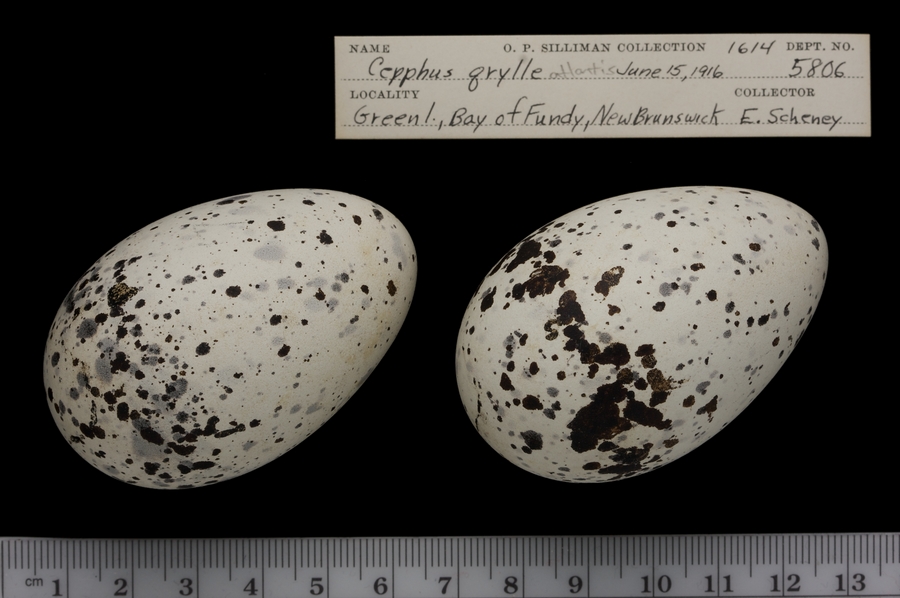 NAME O. P. SILLIMAN COLLECTION 1614 DEPT. NO.
Cepphus grylle atlantis June 15, 1916 5806
LOCALITY COLLECTOR
Green I., Bay of Fundy, New Brunswick E. Scheney
cm 1 2 3 4 5 6 7 8 9 10 11 12 13